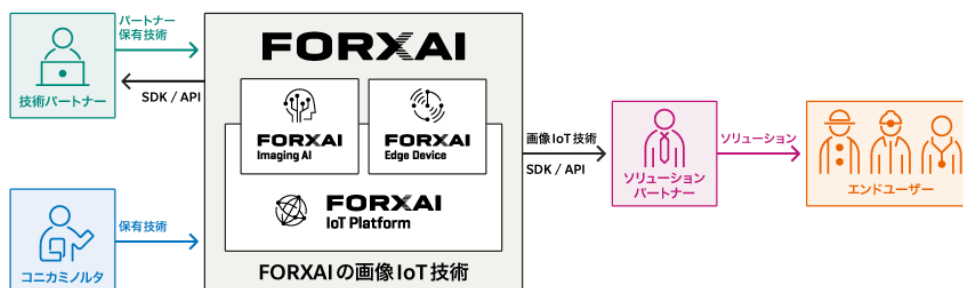 技術パートナー
パートナー
保有技術
SDK / API
コニカミノルタ
保有技術
FORXAI
FORXAI
Imaging AI
FORXAI
Edge Device
FORXAI
IoT Platform
FORXAIの画像IoT技術
画像IoT技術
SDK / API
ソリューション
パートナー
ソリューション
エンドユーザー